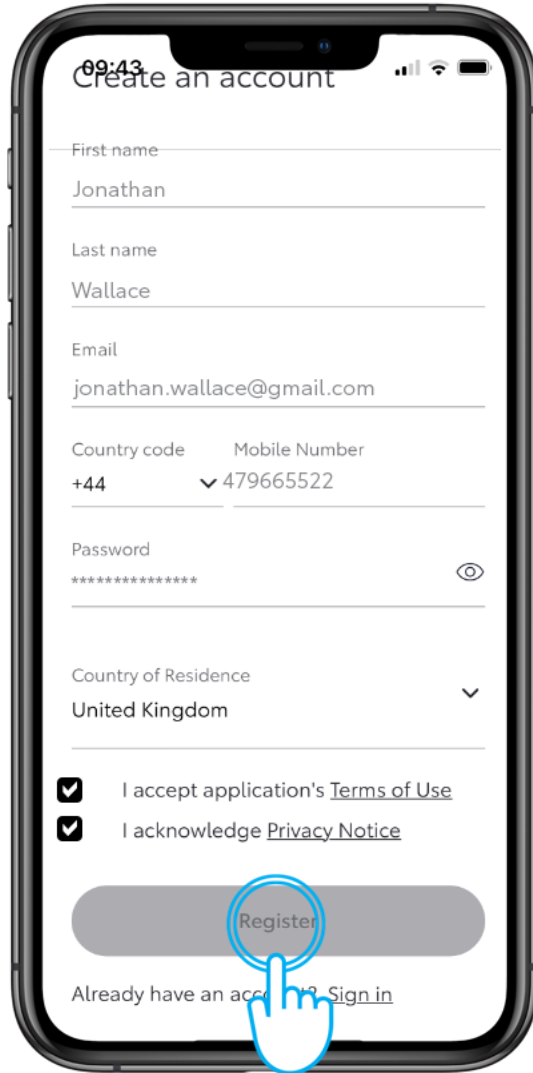 09:43
Create an account
First name
Jonathan
Last name
Wallace
Email
jonathan.wallace@gmail.com
Country code Mobile Number
+44 479665522
Password
***************
Country of Residence
United Kingdom
I accept application's Terms of Use
I acknowledge Privacy Notice
Register
Already have an account? Sign in